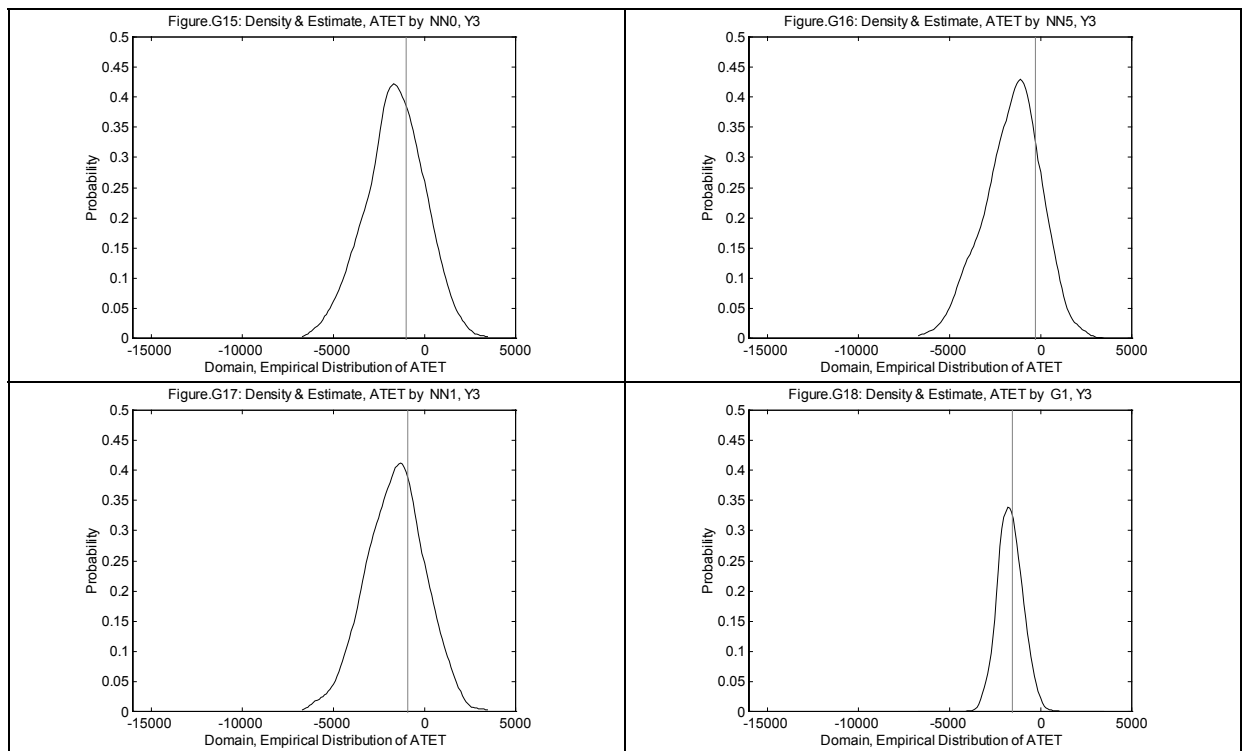 Figure.G15: Density & Estimate, ATET by NN0, Y3
0.5
0.45
0.4
0.35
0.3
0.25
0.2
0.15
0.1
0.05
0
Probability
-15000 -10000 -5000 0 5000
Domain, Empirical Distribution of ATET
Figure.G16: Density & Estimate, ATET by NN5, Y3
0.5
0.45
0.4
0.35
0.3
0.25
0.2
0.15
0.1
0.05
0
Probability
-15000 -10000 -5000 0 5000
Domain, Empirical Distribution of ATET
Figure.G17: Density & Estimate, ATET by NN1, Y3
0.5
0.45
0.4
0.35
0.3
0.25
0.2
0.15
0.1
0.05
0
Probability
-15000 -10000 -5000 0 5000
Domain, Empirical Distribution of ATET
Figure.G18: Density & Estimate, ATET by G1, Y3
0.5
0.45
0.4
0.35
0.3
0.25
0.2
0.15
0.1
0.05
0
Probability
-15000 -10000 -5000 0 5000
Domain, Empirical Distribution of ATET